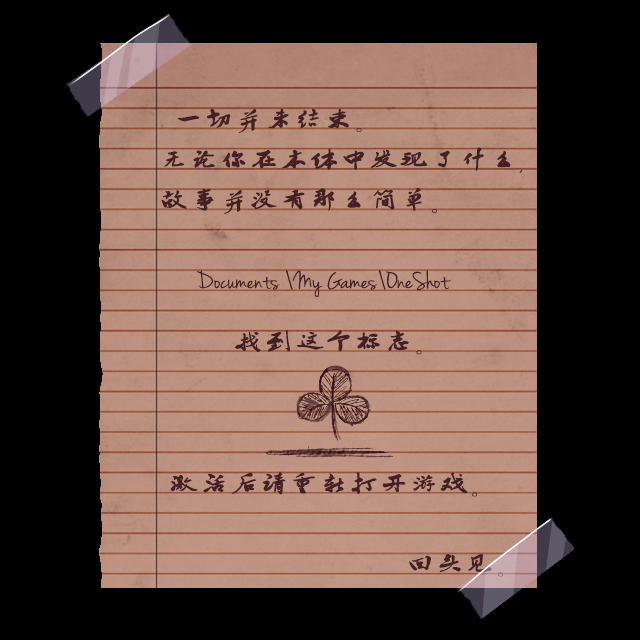 一切并未结束。
无论你在本体中发现了什么,
故事并没有那么简单。
Documents\My Games\OneShot
找到这个标志。
激活后请重新打开游戏。
回头见。